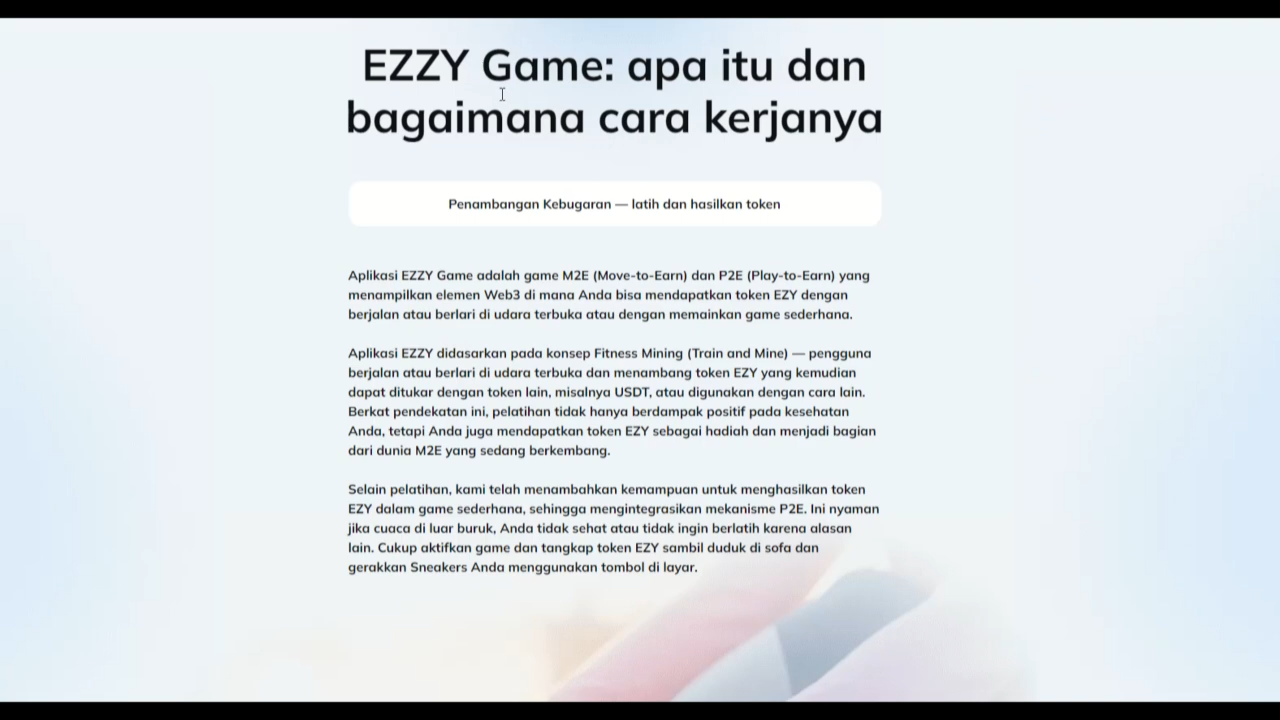 EZZY Game: apa itu dan
bagaimana cara kerjanya
Penambangan Kebugaran — latih dan hasilkan token
Aplikasi EZZY Game adalah game M2E (Move-to-Earn) dan P2E (Play-to-Earn) yang
menampilkan elemen Web3 di mana Anda bisa mendapatkan token EZY dengan
berjalan atau berlari di udara terbuka atau dengan memainkan game sederhana.
Aplikasi EZZY didasarkan pada konsep Fitness Mining (Train and Mine) — pengguna
berjalan atau berlari di udara terbuka dan menambang token EZY yang kemudian
dapat ditukar dengan token lain, misalnya USDT, atau digunakan dengan cara lain.
Berkat pendekatan ini, pelatihan tidak hanya berdampak positif pada kesehatan
Anda, tetapi Anda juga mendapatkan token EZY sebagai hadiah dan menjadi bagian
dari dunia M2E yang sedang berkembang.
Selain pelatihan, kami telah menambahkan kemampuan untuk menghasilkan token
EZY dalam game sederhana, sehingga mengintegrasikan mekanisme P2E. Ini nyaman
jika cuaca di luar buruk, Anda tidak sehat atau tidak ingin berlatih karena alasan
lain. Cukup aktifkan game dan tangkap token EZY sambil duduk di sofa dan
gerakkan Sneakers Anda menggunakan tombol di layar.